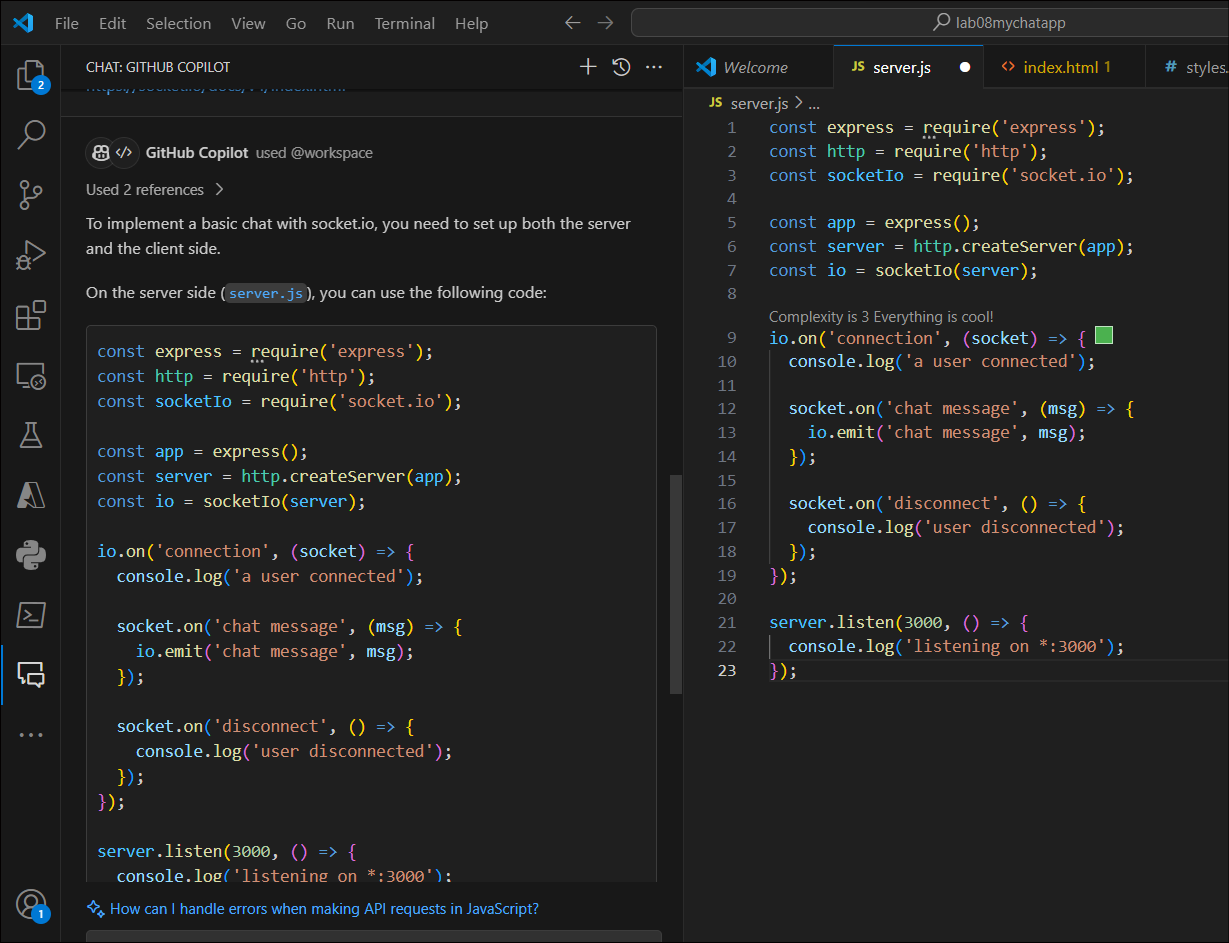 File Edit Selection View Go Run Terminal Help
lab08mychatapp
2
1
CHAT: GITHUB COPILOT
GitHub Copilot used @workspace
Used 2 references
To implement a basic chat with socket.io, you need to set up both the server
and the client side.
On the server side (server.js), you can use the following code:
const express = require('express');
const http = require('http');
const socketIo = require('socket.io');
const app = express();
const server = http.createServer(app);
const io = socketIo(server);
io.on('connection', (socket) => {
console.log('a user connected');
socket.on('chat message', (msg) => {
io.emit('chat message', msg);
});
socket.on('disconnect', () => {
console.log('user disconnected');
});
});
server.listen(3000, () => {
console.log('listening on *:3000');
How can I handle errors when making API requests in JavaScript?
Welcome JS server.js index.html 1 # styles.
JS server.js > ...
1 const express = require('express');
2 const http = require('http');
3 const socketIo = require('socket.io');
4
5 const app = express();
6 const server = http.createServer(app);
7 const io = socketIo(server);
8
Complexity is 3 Everything is cool!
9 io.on('connection', (socket) => {
10 console.log('a user connected');
11
12 socket.on('chat message', (msg) => {
13 io.emit('chat message', msg);
14 });
15
16 socket.on('disconnect', () => {
17 console.log('user disconnected');
18 });
19 });
20
21 server.listen(3000, () => {
22 console.log('listening on *:3000');
23 });